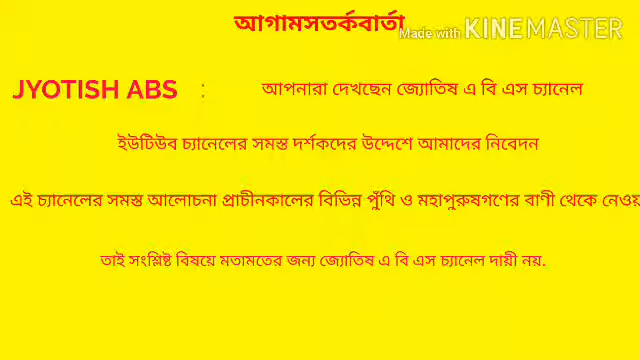 আগামসতর্কবার্তা
Made with KINEMASTER
JYOTISH ABS : আপনারা দেখছেন জ্যোতিষ এ বি এস চ্যানেল
ইউটিউব চ্যানেলের সমস্ত দর্শকদের উদ্দেশে আমাদের নিবেদন
এই চ্যানেলের সমস্ত আলোচনা প্রাচীনকালের বিভিন্ন পুঁথি ও মহাপুরুষগণের বাণী থেকে নেওয়
তাই সংশ্লিষ্ট বিষয়ে মতামতের জন্য জ্যোতিষ এ বি এস চ্যানেল দায়ী নয়.